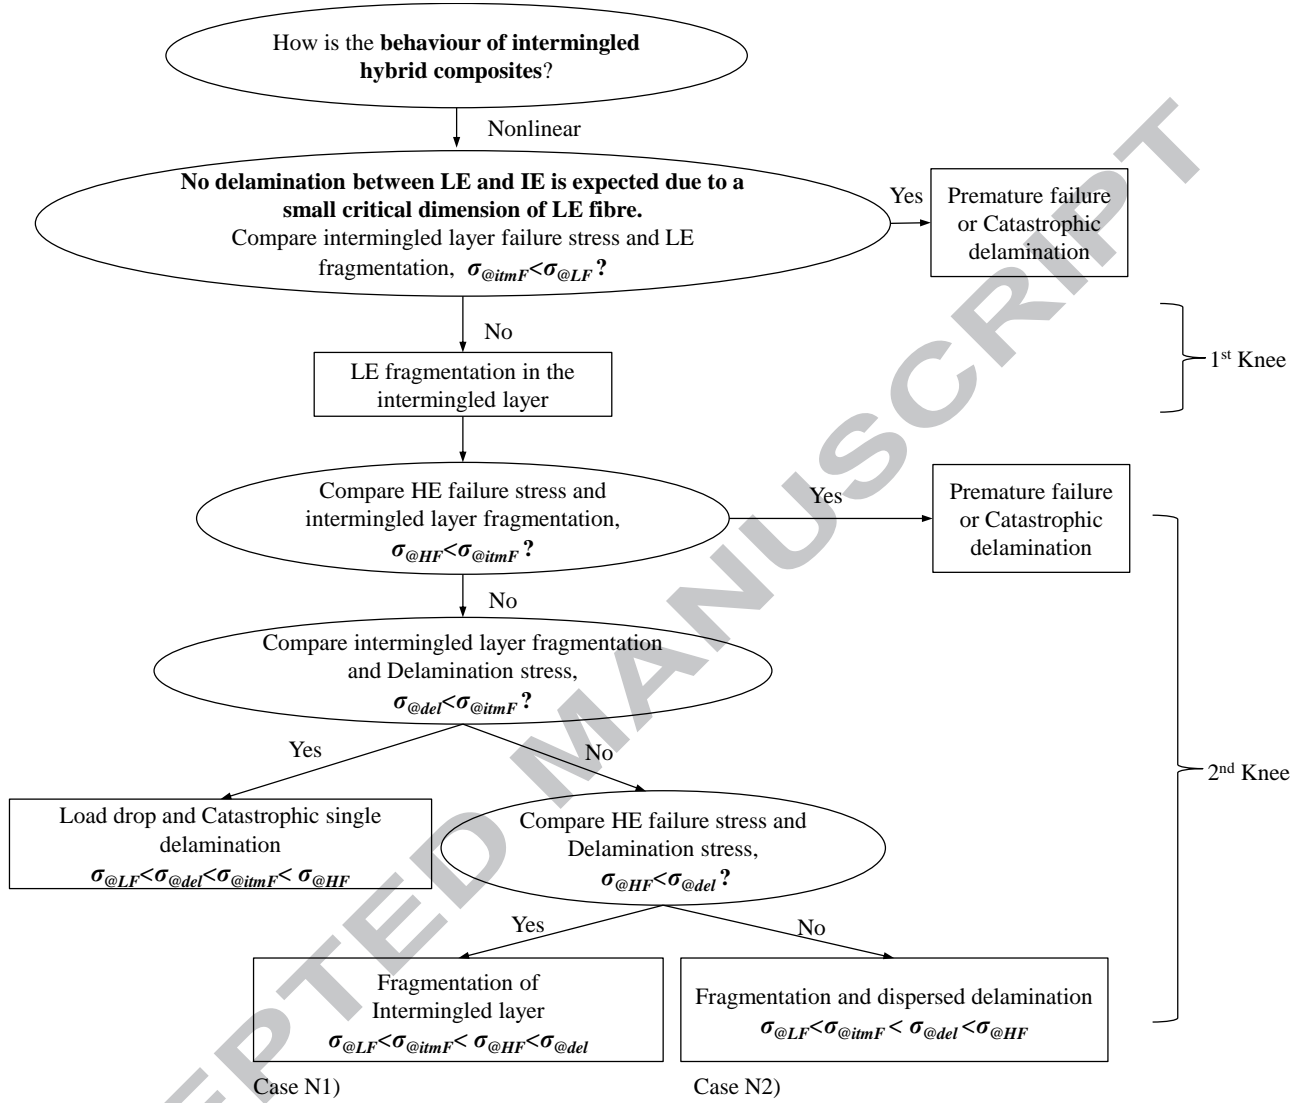 How is the behaviour of intermingled
hybrid composites?
Nonlinear
No delamination between LE and IE is expected due to a
small critical dimension of LE fibre.
Compare intermingled layer failure stress and LE
fragmentation, σ@itmF<σ@LF ?
Yes
Premature failure
or Catastrophic
delamination
No
LE fragmentation in the
intermingled layer
1st Knee
Compare HE failure stress and
intermingled layer fragmentation,
σ@HF<σ@itmF ?
Yes
Premature failure
or Catastrophic
delamination
No
Compare intermingled layer fragmentation
and Delamination stress,
σ@del<σ@itmF ?
Yes
No
2nd Knee
Load drop and Catastrophic single
delamination
σ@LF<σ@del<σ@itmF< σ@HF
Compare HE failure stress and
Delamination stress,
σ@HF<σ@del ?
Yes
No
Fragmentation of
Intermingled layer
σ@LF<σ@itmF< σ@HF<σ@del
Fragmentation and dispersed delamination
σ@LF<σ@itmF< σ@del<σ@HF
Case N1)
Case N2)
EPTED MANUSCRIPT